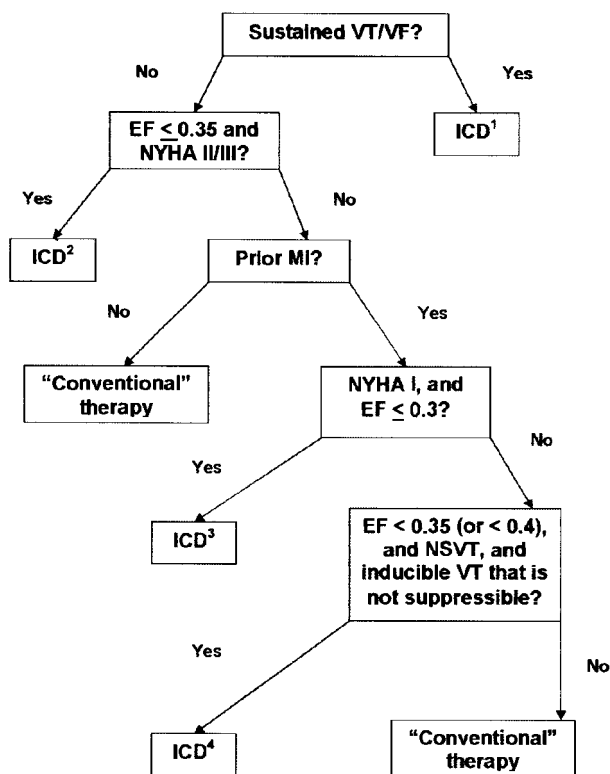 Sustained VT/VF?
No
Yes
EF ≤ 0.35 and
NYHA II/III?
ICD¹
Yes
No
ICD²
Prior MI?
No
Yes
“Conventional”
therapy
NYHA I, and
EF ≤ 0.3?
Yes
No
ICD³
EF < 0.35 (or < 0.4),
and NSVT, and
inducible VT that is
not suppressible?
Yes
No
ICD⁴
“Conventional”
therapy